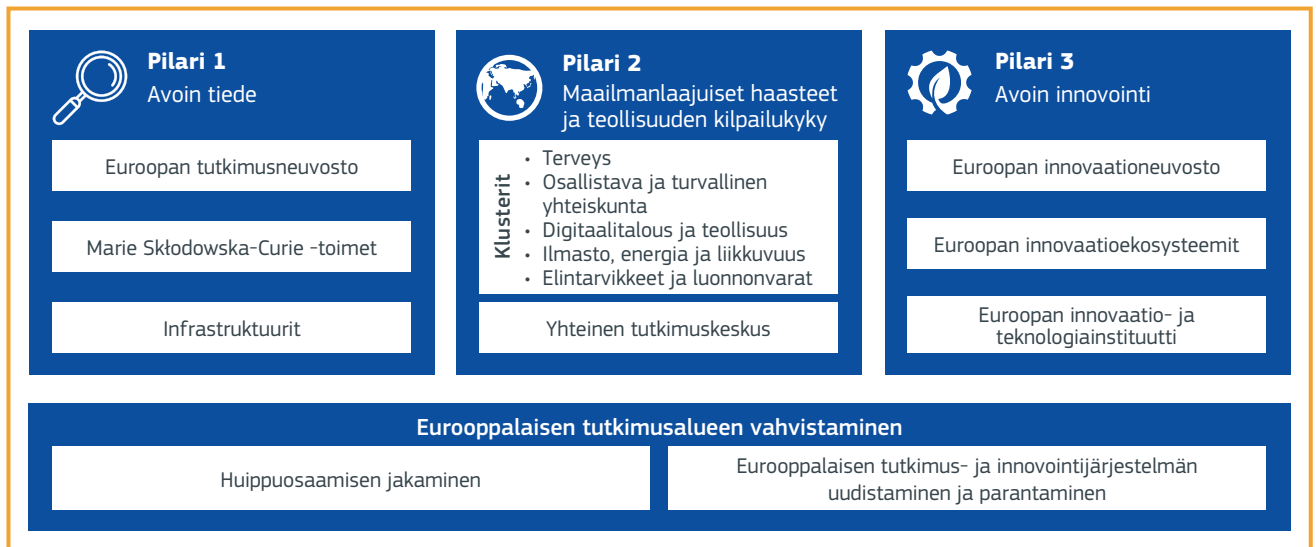 Pilari 1
Avoin tiede
Euroopan tutkimusneuvosto
Marie Skłodowska-Curie -toimet
Infrastruktuurit
Pilari 2
Maailmanlaajuiset haasteet
ja teollisuuden kilpailukyky
Klusterit
• Terveys
• Osallistava ja turvallinen
yhteiskunta
• Digitaalitalous ja teollisuus
• Ilmasto, energia ja liikkuvuus
• Elintarvikkeet ja luonnonvarat
Yhteinen tutkimuskeskus
Pilari 3
Avoin innovointi
Euroopan innovaationeuvosto
Euroopan innovaatioekosysteemit
Euroopan innovaatio- ja
teknologiainstituutti
Eurooppalaisen tutkimusalueen vahvistaminen
Huippuosaamisen jakaminen
Eurooppalaisen tutkimus- ja innovointijärjestelmän
uudistaminen ja parantaminen